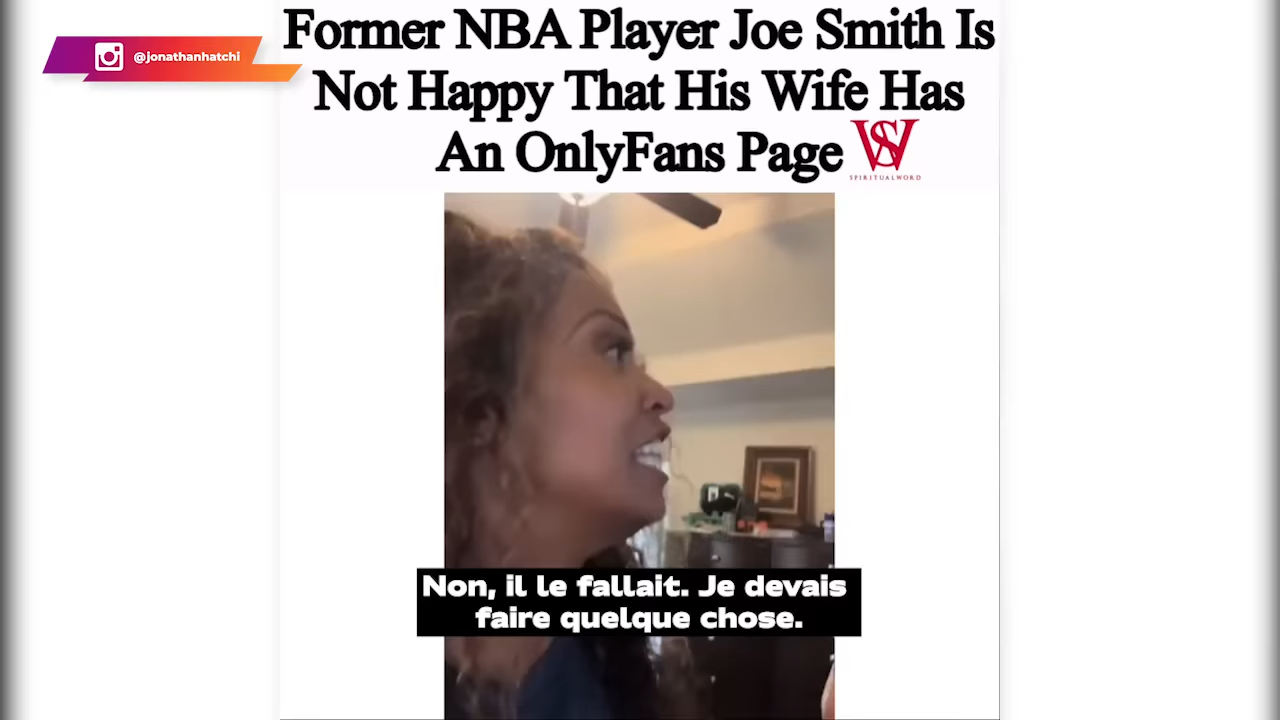 @jonathanhatchi
Former NBA Player Joe Smith Is
Not Happy That His Wife Has
An OnlyFans Page
SW
SPIRITUALWORD
Non, il le fallait. Je devais
faire quelque chose.